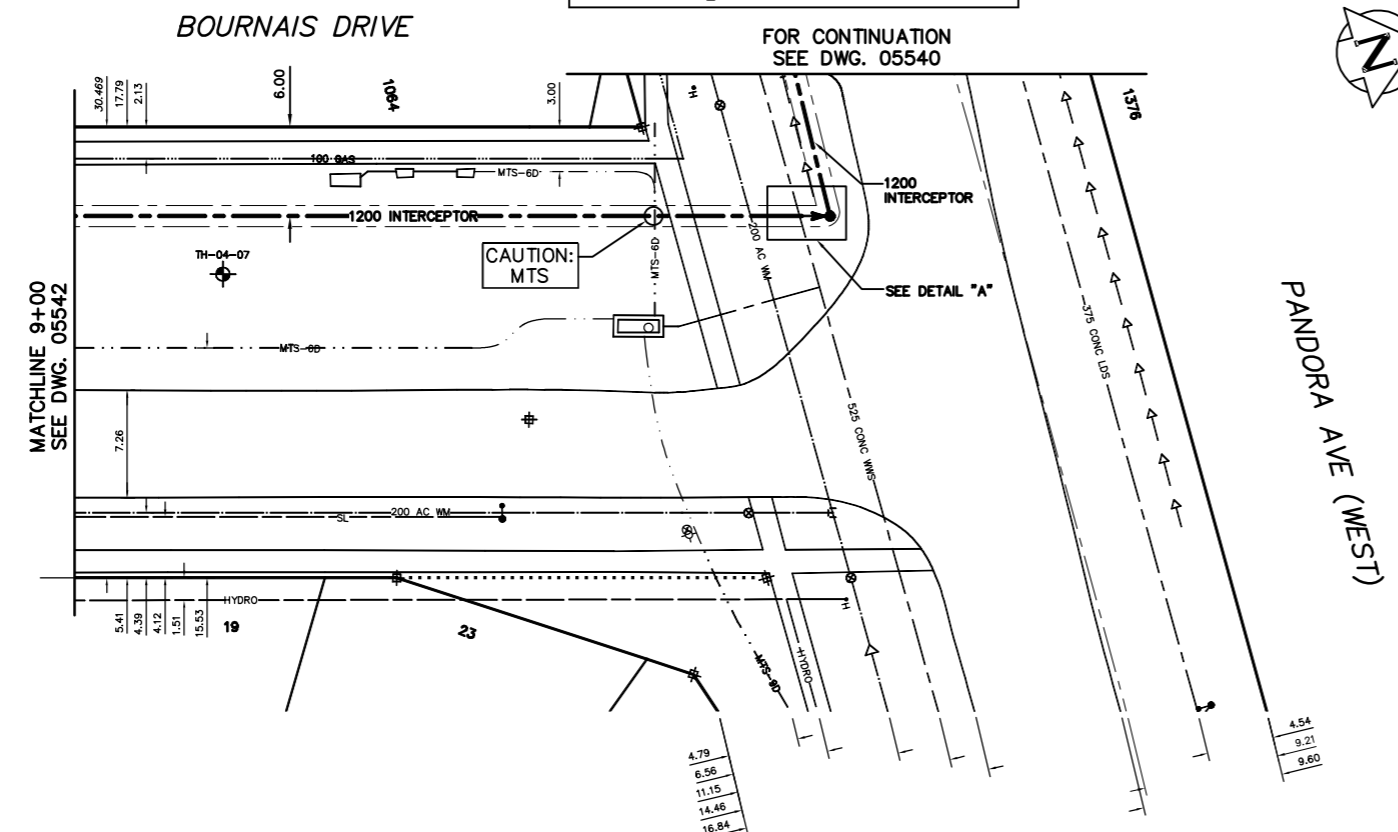 BOURNAIS DRIVE
FOR CONTINUATION
SEE DWG. 05540
N
30.469
17.79
2.13
6.00
1064
3.00
H
1376
100 GAS
MTS-6D
1200 INTERCEPTOR
1200
INTERCEPTOR
CAUTION:
MTS
MTS-6D
200 AC WM
TH-04-07
SEE DETAIL "A"
MATCHLINE 9+00
SEE DWG. 05542
MTS-6D
375 CONC LDS
PANDORA AVE (WEST)
7.26
525 CONC WWS
200 AC WM
SL
HYDRO
H
5.41
4.39
4.12
1.51
15.53
19
23
MTS-9D
HYDRO
4.79
6.56
11.15
14.46
16.84
4.54
9.21
9.60